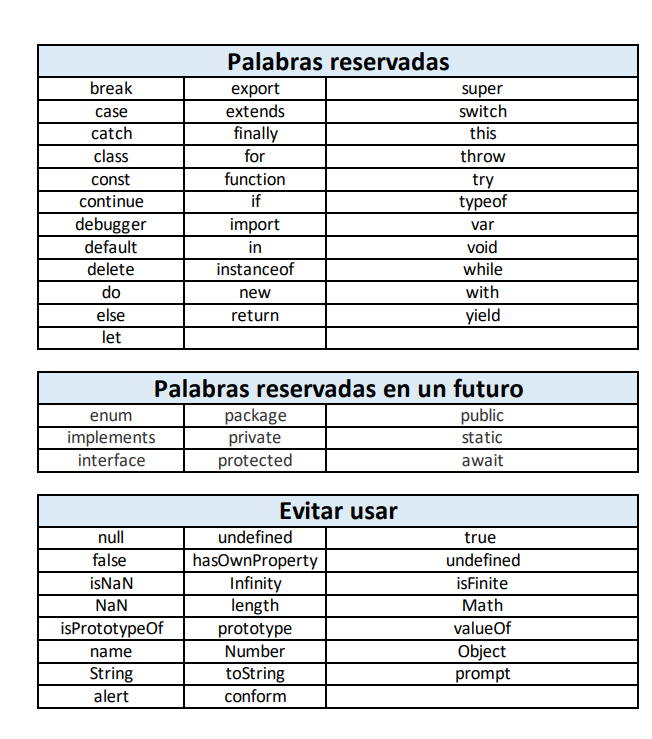 Palabras reservadas
break export super
case extends switch
catch finally this
class for throw
const function try
continue if typeof
debugger import var
default in void
delete instanceof while
do new with
else return yield
let
Palabras reservadas en un futuro
enum package public
implements private static
interface protected await
Evitar usar
null undefined true
false hasOwnProperty undefined
isNaN Infinity isFinite
NaN length Math
isPrototypeOf prototype valueOf
name Number Object
String toString prompt
alert conform